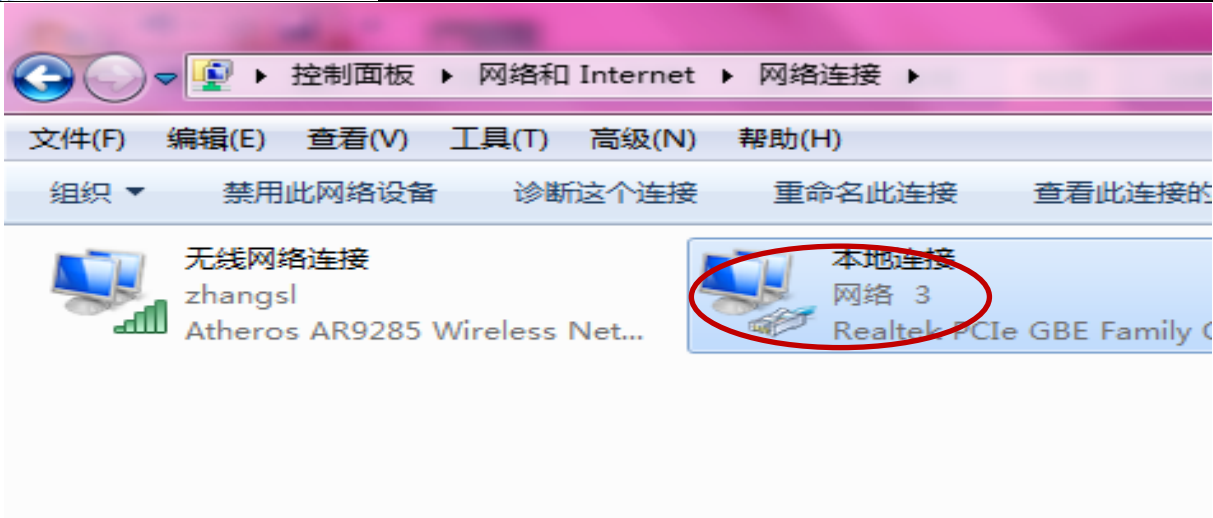 控制面板 ▶ 网络和 Internet ▶ 网络连接 ▶
文件(F) 编辑(E) 查看(V) 工具(T) 高级(N) 帮助(H)
组织 ▼ 禁用此网络设备 诊断这个连接 重命名此连接 查看此连接的
无线网络连接
zhangsl
Atheros AR9285 Wireless Net...
本地连接
网络 3
Realtek PCIe GBE Family